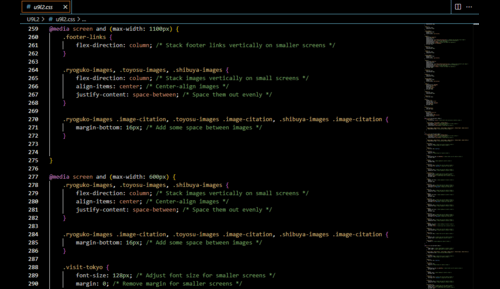 # u9l2.css ×
U9L2 > # u9l2.css > ...
259 @media screen and (max-width: 1100px) {
260 .footer-links {
261 flex-direction: column; /* Stack footer links vertically on smaller screens */
262 }
263
264 .ryoguko-images, .toyosu-images, .shibuya-images {
265 flex-direction: column; /* Stack images vertically on small screens */
266 align-items: center; /* Center-align images */
267 justify-content: space-between; /* Space them out evenly */
268 }
269
270 .ryoguko-images .image-citation, .toyosu-images .image-citation, .shibuya-images .image-citation {
271 margin-bottom: 16px; /* Add some space between images */
272 }
273
274
275 }
276
277 @media screen and (max-width: 600px) {
278 .ryoguko-images, .toyosu-images, .shibuya-images {
279 flex-direction: column; /* Stack images vertically on small screens */
280 align-items: center; /* Center-align images */
281 justify-content: space-between; /* Space them out evenly */
282 }
283
284 .ryoguko-images .image-citation, .toyosu-images .image-citation, .shibuya-images .image-citation {
285 margin-bottom: 16px; /* Add some space between images */
286 }
287
288 .visit-tokyo {
289 font-size: 128px; /* Adjust font size for smaller screens */
290 margin: 0; /* Remove margin for smaller screens */